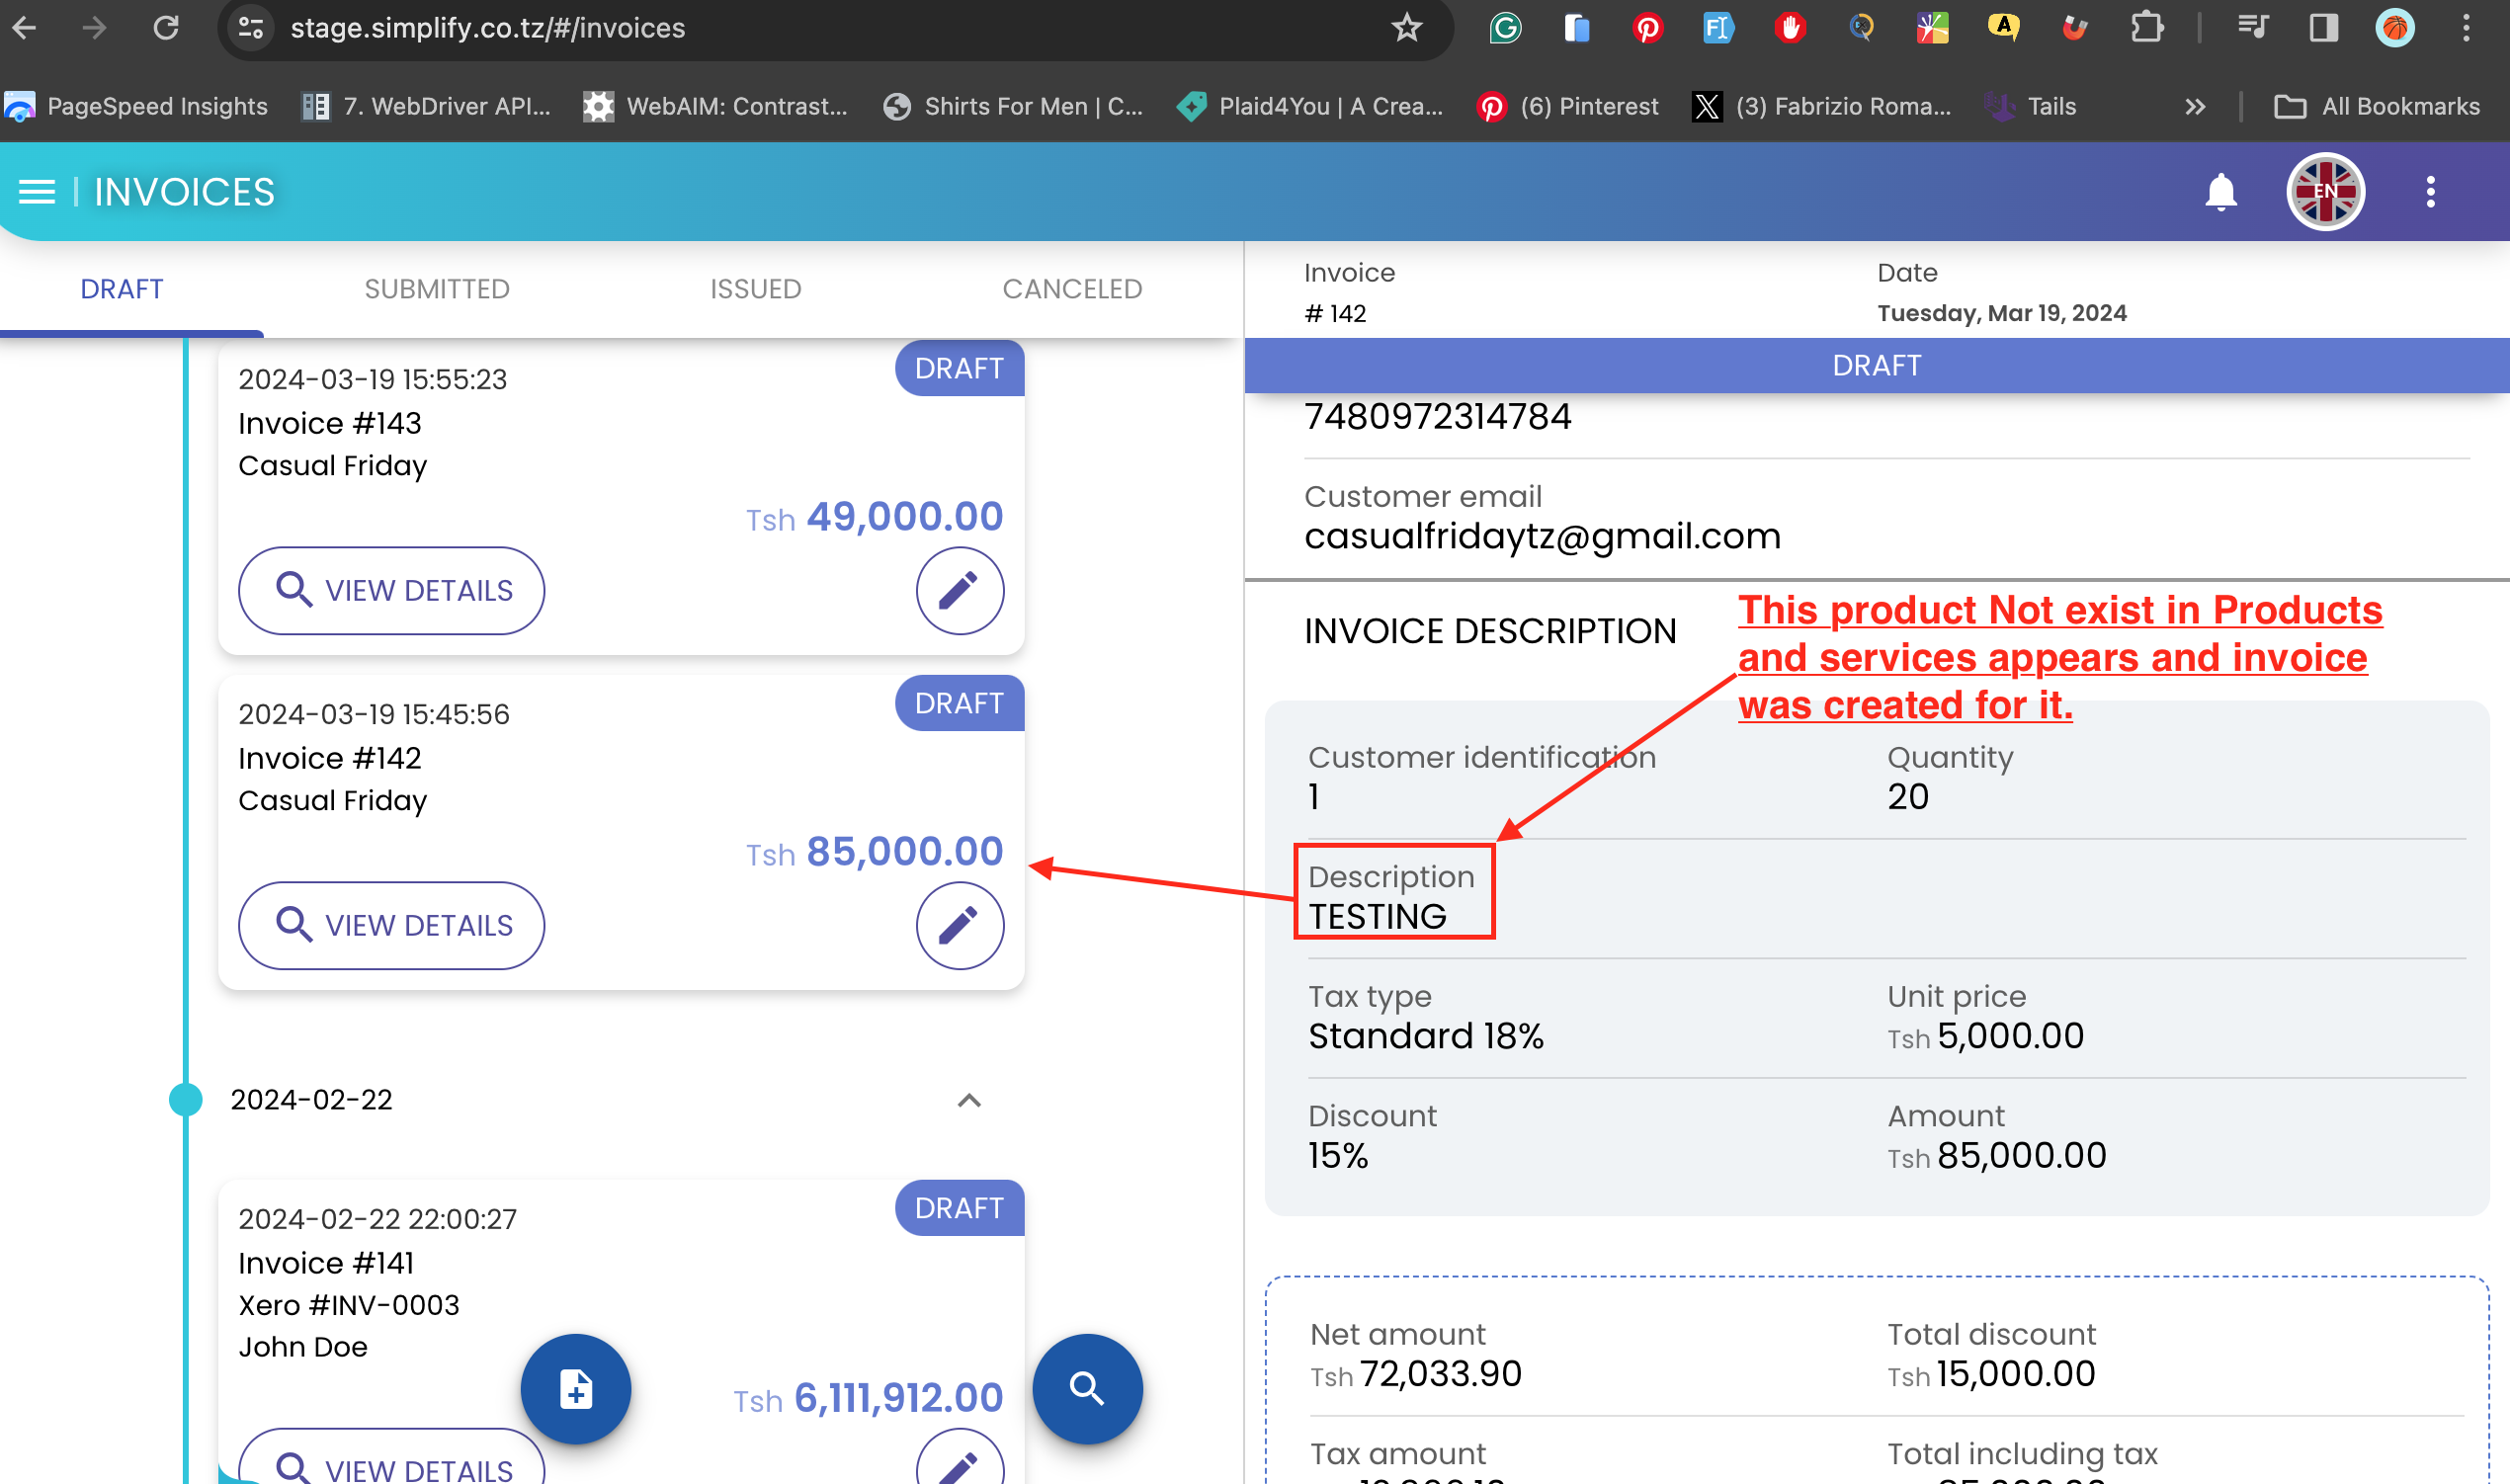 stage.simplify.co.tz/#/invoices
PageSpeed Insights
7. WebDriver API...
WebAIM: Contrast...
Shirts For Men | C...
Plaid4You | A Crea...
(6) Pinterest
(3) Fabrizio Roma...
Tails
All Bookmarks
INVOICES
EN
DRAFT
SUBMITTED
ISSUED
CANCELED
2024-03-19 15:55:23
DRAFT
Invoice #143
Casual Friday
Tsh 49,000.00
VIEW DETAILS
2024-03-19 15:45:56
DRAFT
Invoice #142
Casual Friday
Tsh 85,000.00
VIEW DETAILS
2024-02-22
2024-02-22 22:00:27
DRAFT
Invoice #141
Xero #INV-0003
John Doe
Tsh 6,111,912.00
VIEW DETAILS
Invoice
# 142
Date
Tuesday, Mar 19, 2024
DRAFT
7480972314784
Customer email
casualfridaytz@gmail.com
INVOICE DESCRIPTION
This product Not exist in Products
and services appears and invoice
was created for it.
Customer identification
1
Quantity
20
Description
TESTING
Tax type
Standard 18%
Unit price
Tsh 5,000.00
Discount
15%
Amount
Tsh 85,000.00
Net amount
Tsh 72,033.90
Total discount
Tsh 15,000.00
Tax amount
Total including tax